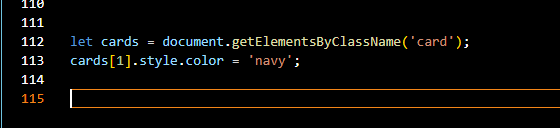 110
111
112 let cards = document.getElementsByClassName('card');
113 cards[1].style.color = 'navy';
114
115